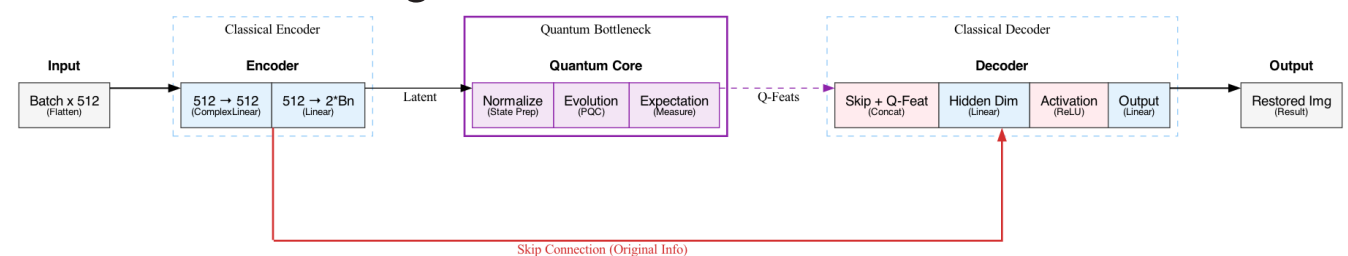 Classical Encoder
Quantum Bottleneck
Classical Decoder
Input
Encoder
Quantum Core
Decoder
Output
Batch x 512
(Flatten)
512 → 512
(ComplexLinear)
512 → 2*Bn
(Linear)
Latent
Normalize
(State Prep)
Evolution
(PQC)
Expectation
(Measure)
Q-Feats
Skip + Q-Feat
(Concat)
Hidden Dim
(Linear)
Activation
(ReLU)
Output
(Linear)
Restored Img
(Result)
Skip Connection (Original Info)